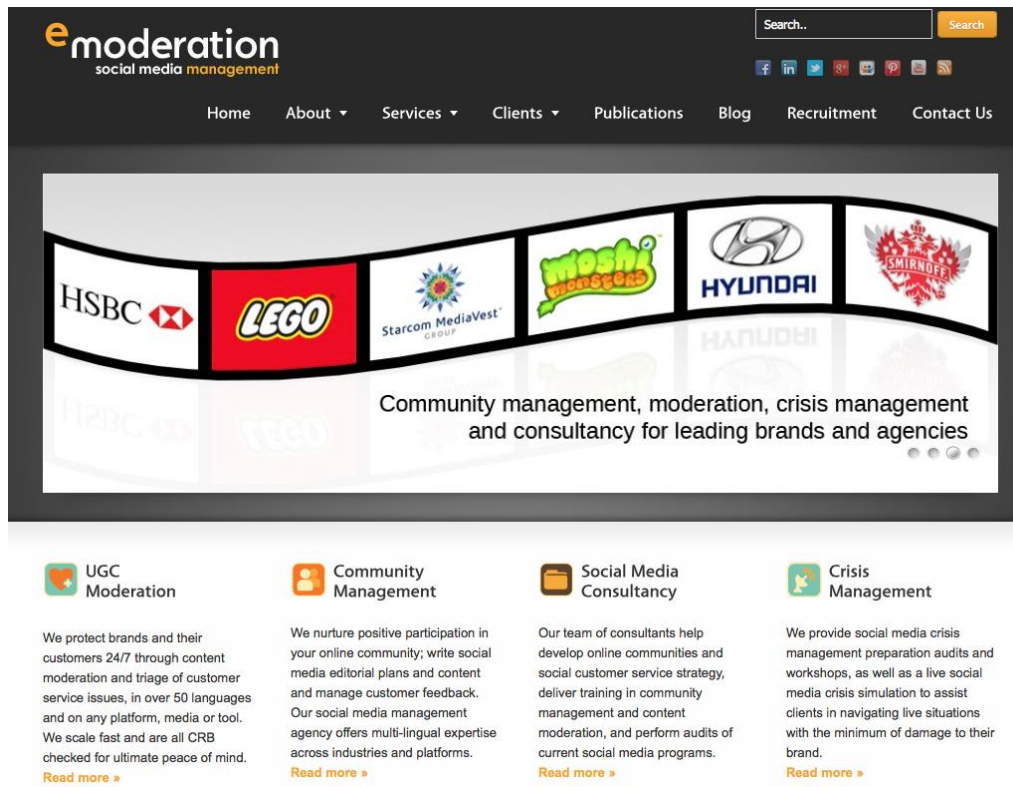 emoderation
social media management
Search..
Search
Home
About
Services
Clients
Publications
Blog
Recruitment
Contact Us
HSBC
LEGO
Starcom MediaVest
GROUP
moshi
monsters
HYUNDAI
SMIRNOFF
Community management, moderation, crisis management
and consultancy for leading brands and agencies
UGC
Moderation
We protect brands and their
customers 24/7 through content
moderation and triage of customer
service issues, in over 50 languages
and on any platform, media or tool.
We scale fast and are all CRB
checked for ultimate peace of mind.
Read more »
Community
Management
We nurture positive participation in
your online community; write social
media editorial plans and content
and manage customer feedback.
Our social media management
agency offers multi-lingual expertise
across industries and platforms.
Read more »
Social Media
Consultancy
Our team of consultants help
develop online communities and
social customer service strategy,
deliver training in community
management and content
moderation, and perform audits of
current social media programs.
Read more »
Crisis
Management
We provide social media crisis
management preparation audits and
workshops, as well as a live social
media crisis simulation to assist
clients in navigating live situations
with the minimum of damage to their
brand.
Read more »